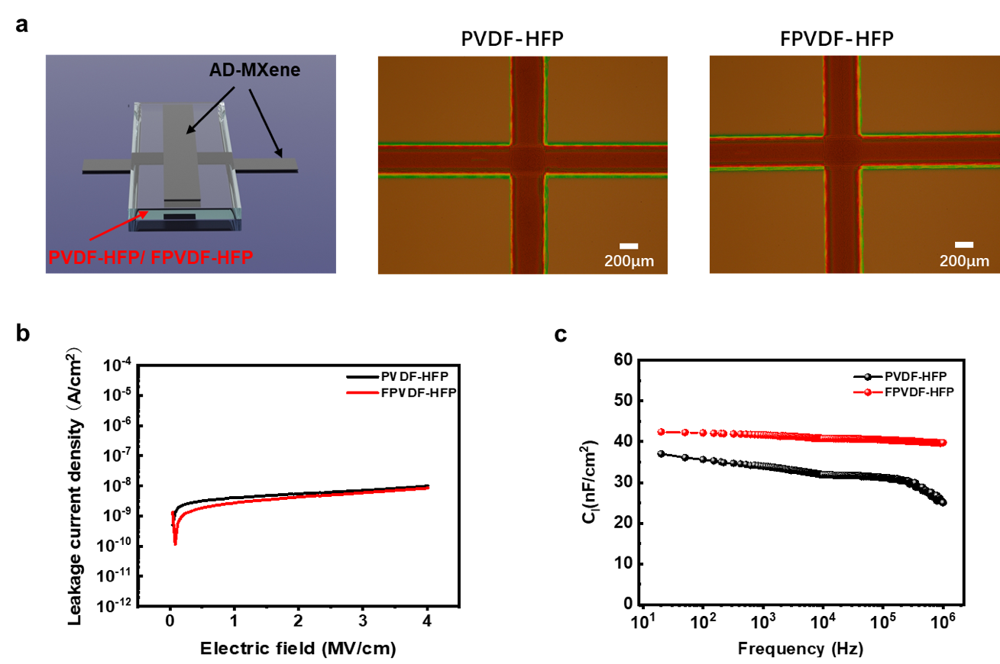 a
AD-MXene
PVDF-HFP/ FPVDF-HFP
PVDF-HFP
200μm
FPVDF-HFP
200μm
b
Leakage current density（A/cm²）
10⁻⁴
10⁻⁵
10⁻⁶
10⁻⁷
10⁻⁸
10⁻⁹
10⁻¹⁰
10⁻¹¹
10⁻¹²
PVDF-HFP
FPVDF-HFP
0 1 2 3 4
Electric field (MV/cm)
c
Cᵢ(nF/cm²)
60
50
40
30
20
10
0
PVDF-HFP
FPVDF-HFP
10¹ 10² 10³ 10⁴ 10⁵ 10⁶
Frequency (Hz)